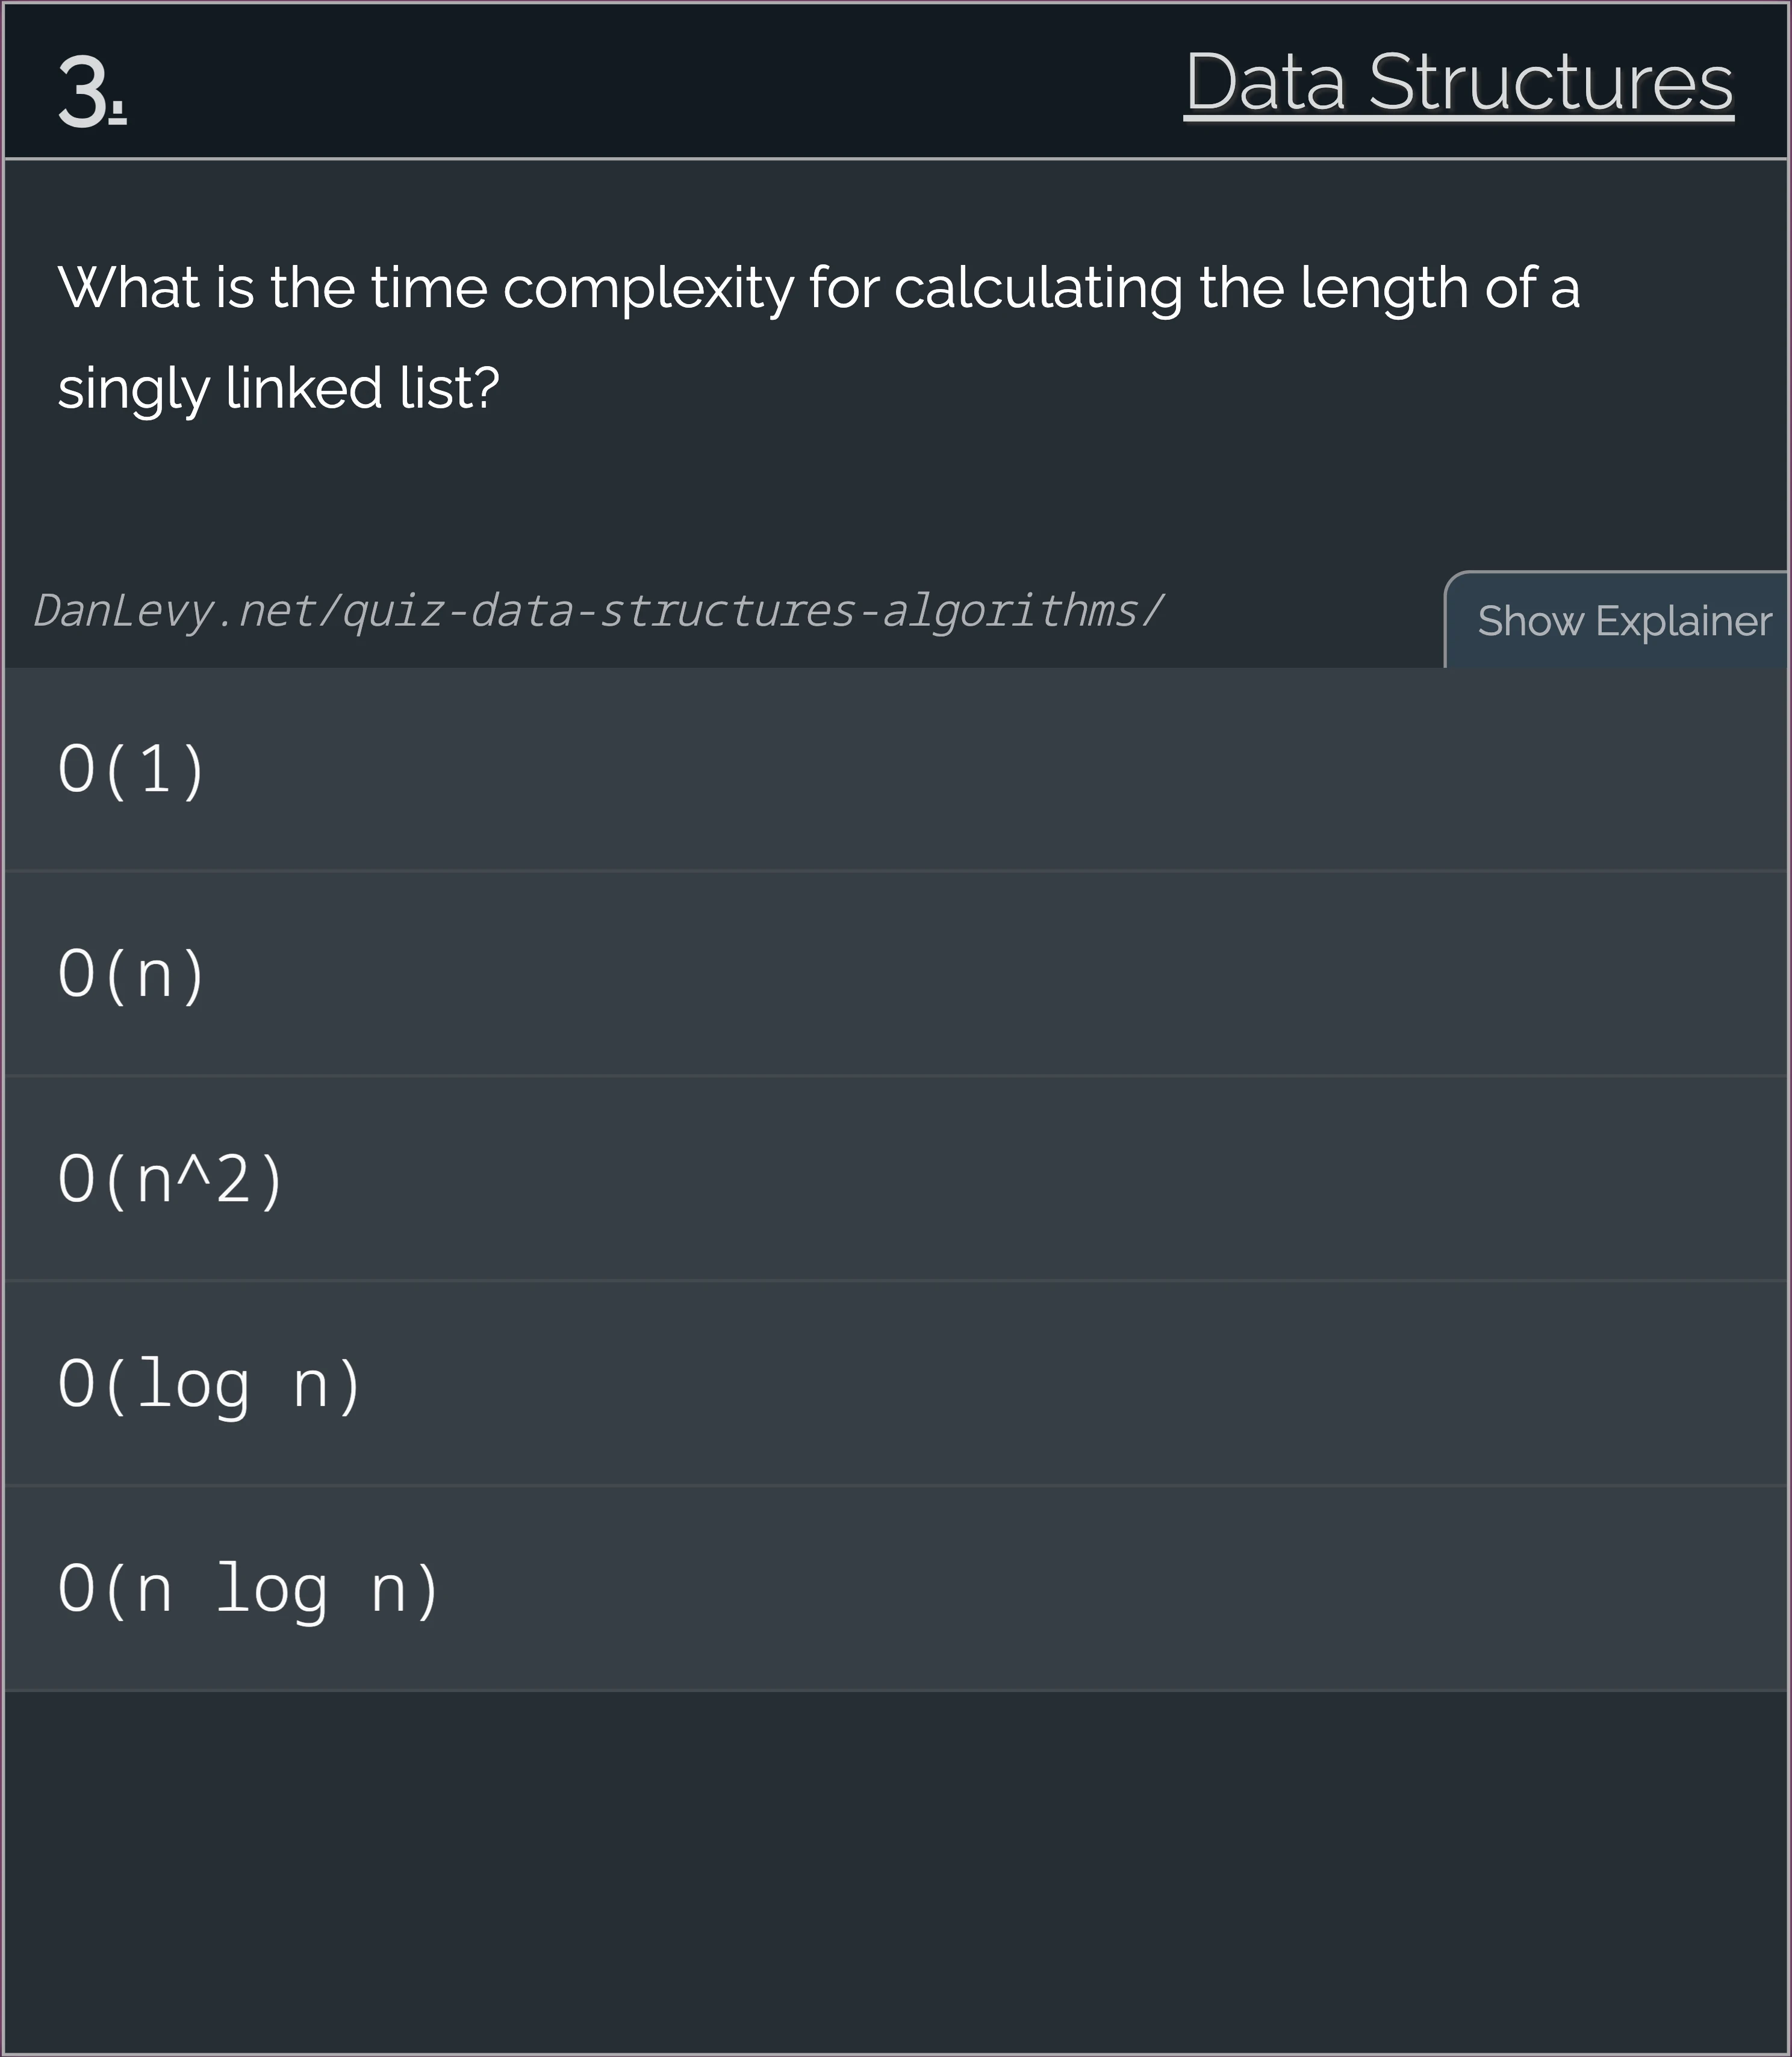 3.
Data Structures
What is the time complexity for calculating the length of a
singly linked list?
DanLevy.net/quiz-data-structures-algorithms/
Show Explainer
O(1)
O(n)
O(n^2)
O(log n)
O(n log n)